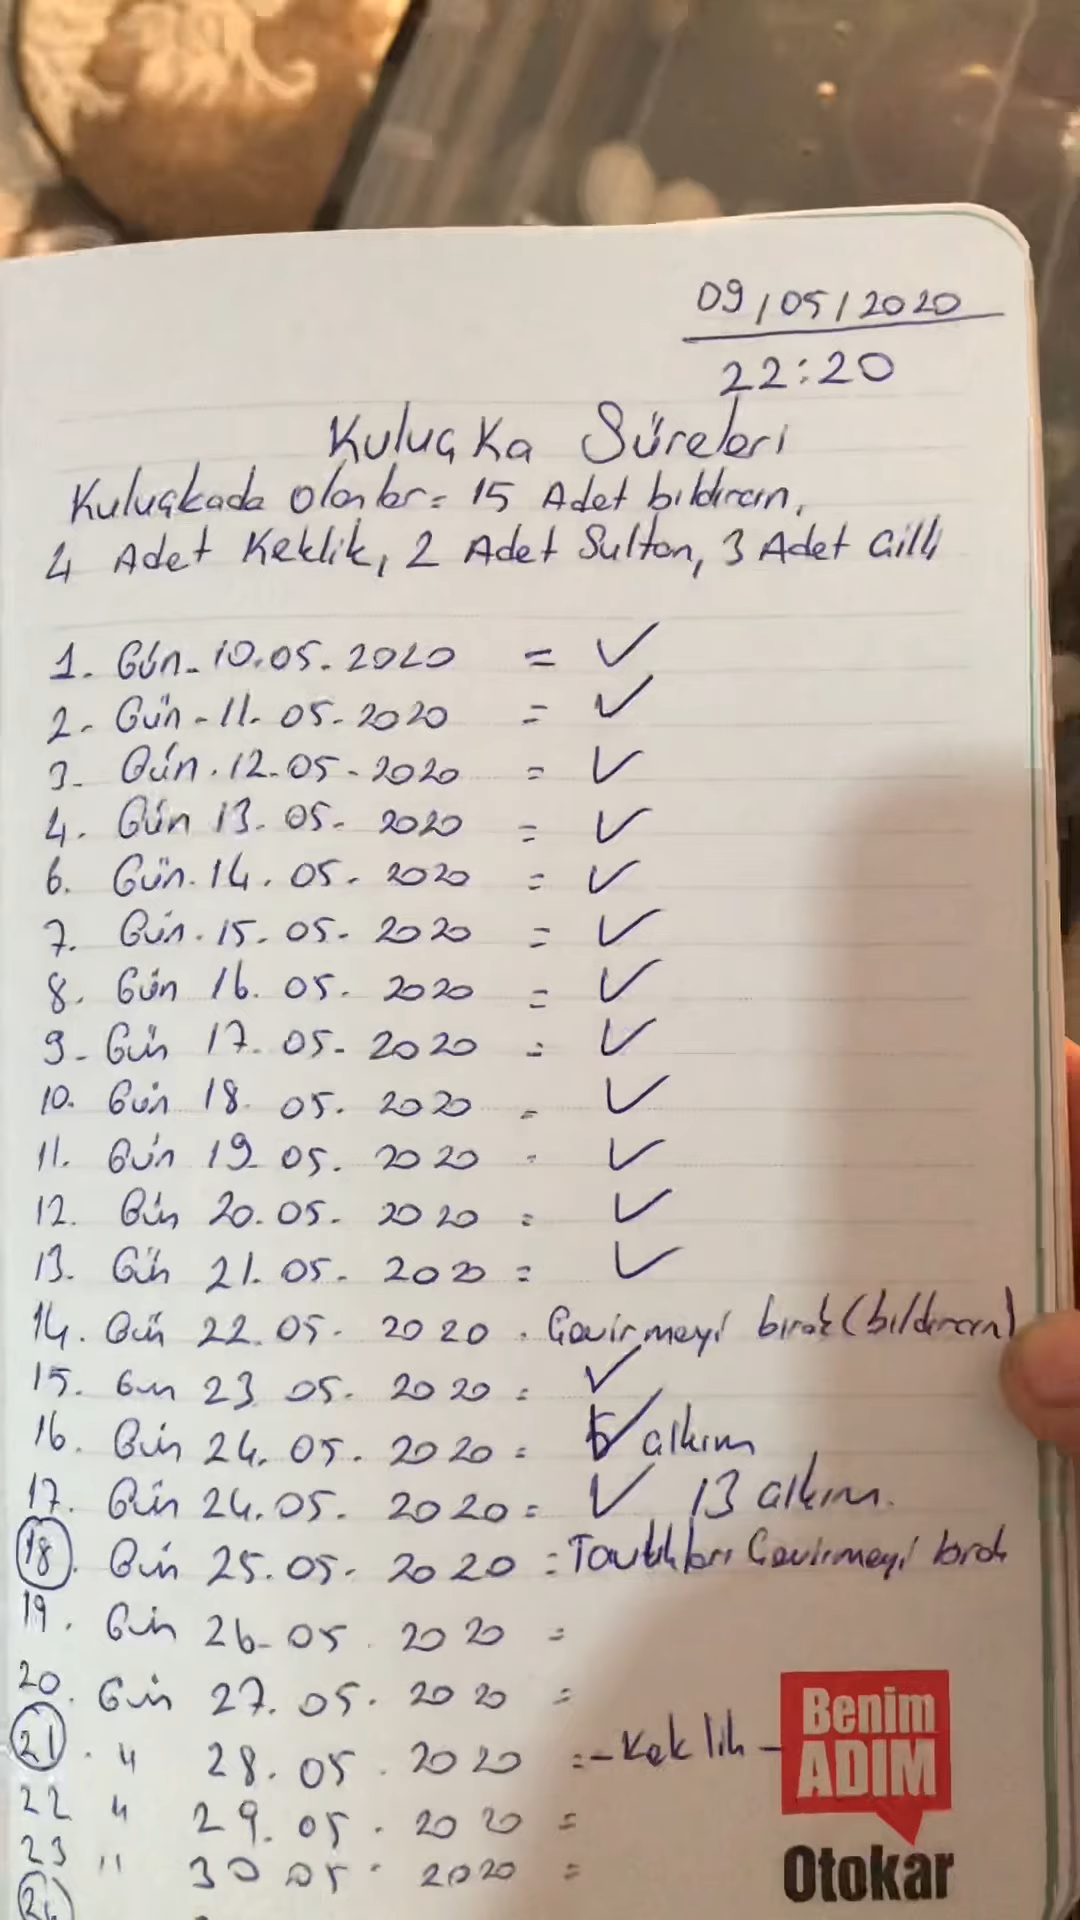 09/05/2020
22:20
Kuluçka Süreleri
Kuluçkada olanlar = 15 Adet bıldırcın,
4 Adet Keklik, 2 Adet Sultan, 3 Adet Cilli
1. Gün - 10.05.2020 = ✓
2- Gün - 11-05-2020 = ✓
3- Gün . 12-05-2020 = ✓
4. Gün 13. 05- 2020 = ✓
6. Gün. 14. 05. 2020 = ✓
7. Gün. 15. 05- 2020 = ✓
8. Gün 16. 05. 2020 = ✓
9- Gün 17. 05- 2020 = ✓
10. Gün 18. 05. 2020 = ✓
11. Gün 19 05. 2020 - ✓
12. Gün 20.05. 2020 = ✓
13. Gün 21. 05. 2020 = ✓
14. Gün 22.05. 2020 . Çevirmeyi bırak (bıldırcın)
15. Gün 23 05. 2020 = ✓
16. Gün 24. 05. 2020 = ✓ alkım
17. Gün 24.05. 2020 = ✓ 13 alkım.
18. Gün 25.05. 2020 = Tavukları Çevirmeyi bırak
19. Gün 26-05 . 2020 =
20. Gün 27. 05. 2020 =
21. " 28. 05 . 2020 = - Keklik -
22 " 29. 05 . 2020 =
23 " 30 05 . 2020 =
Benim
ADIM
Otokar